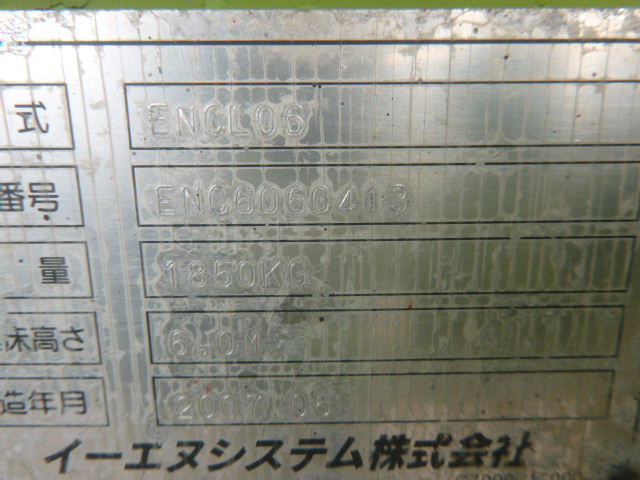 式 ENCL06
番号 ENC6060413
量 1850KG
床高さ 6.0M
造年月 2007.05
イーエヌシステム株式会社